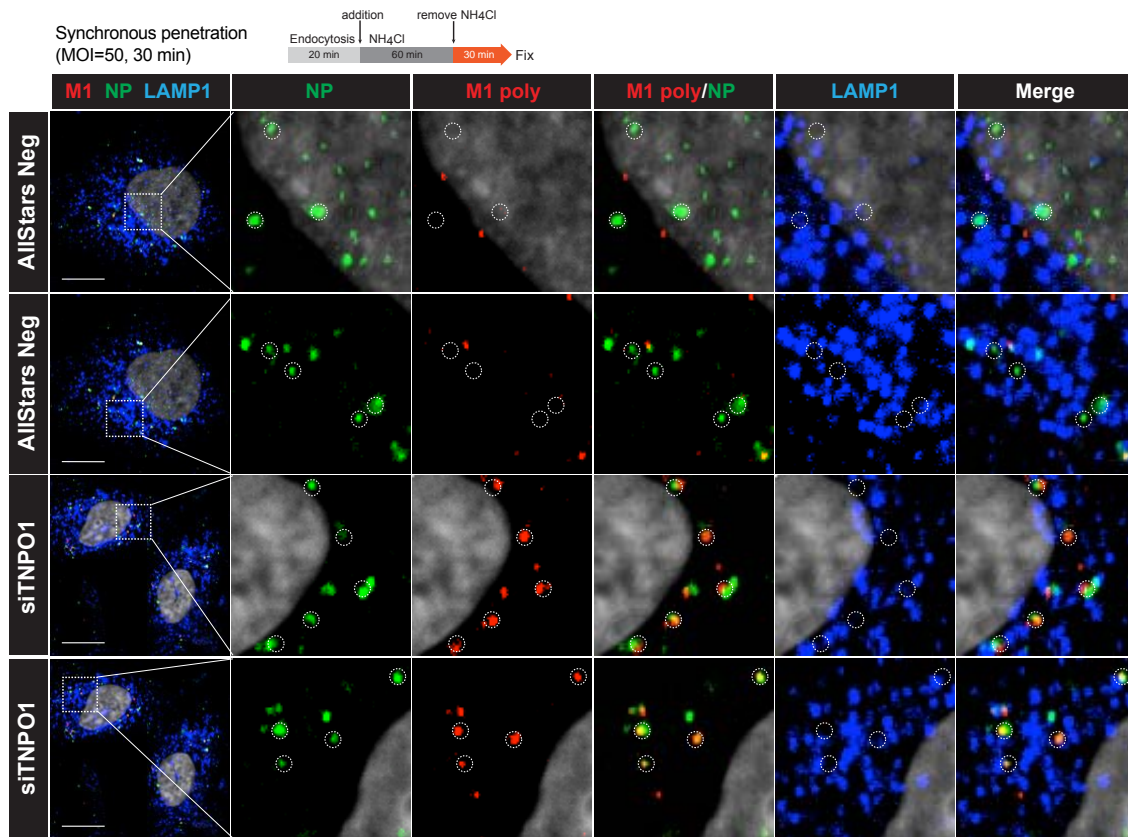 Synchronous penetration
(MOI=50, 30 min)
addition
remove NH4Cl
Endocytosis
NH4Cl
20 min
60 min
30 min
Fix
M1 NP LAMP1
NP
M1 poly
M1 poly/NP
LAMP1
Merge
AllStars Neg
AllStars Neg
siTNPO1
siTNPO1